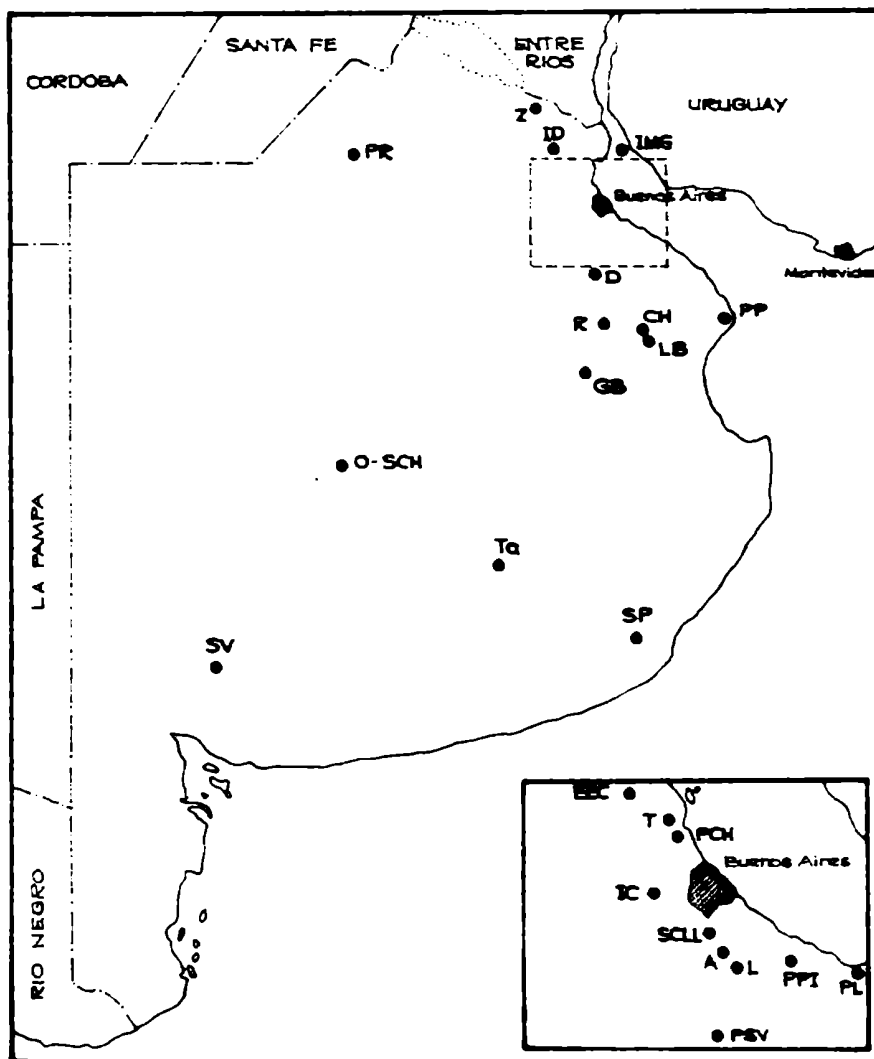 SANTA FE
ENTRE
RIOS
CORDOBA
URUGUAY
Z
ID
IMG
PR
Buenos Aires
Montevideo
D
PP
R
CH
LB
GB
O-SCH
LA PAMPA
Ta
SP
SV
EEC
T
PCH
Buenos Aires
IC
SCLL
A
L
PPI
PL
RIO NEGRO
PSV